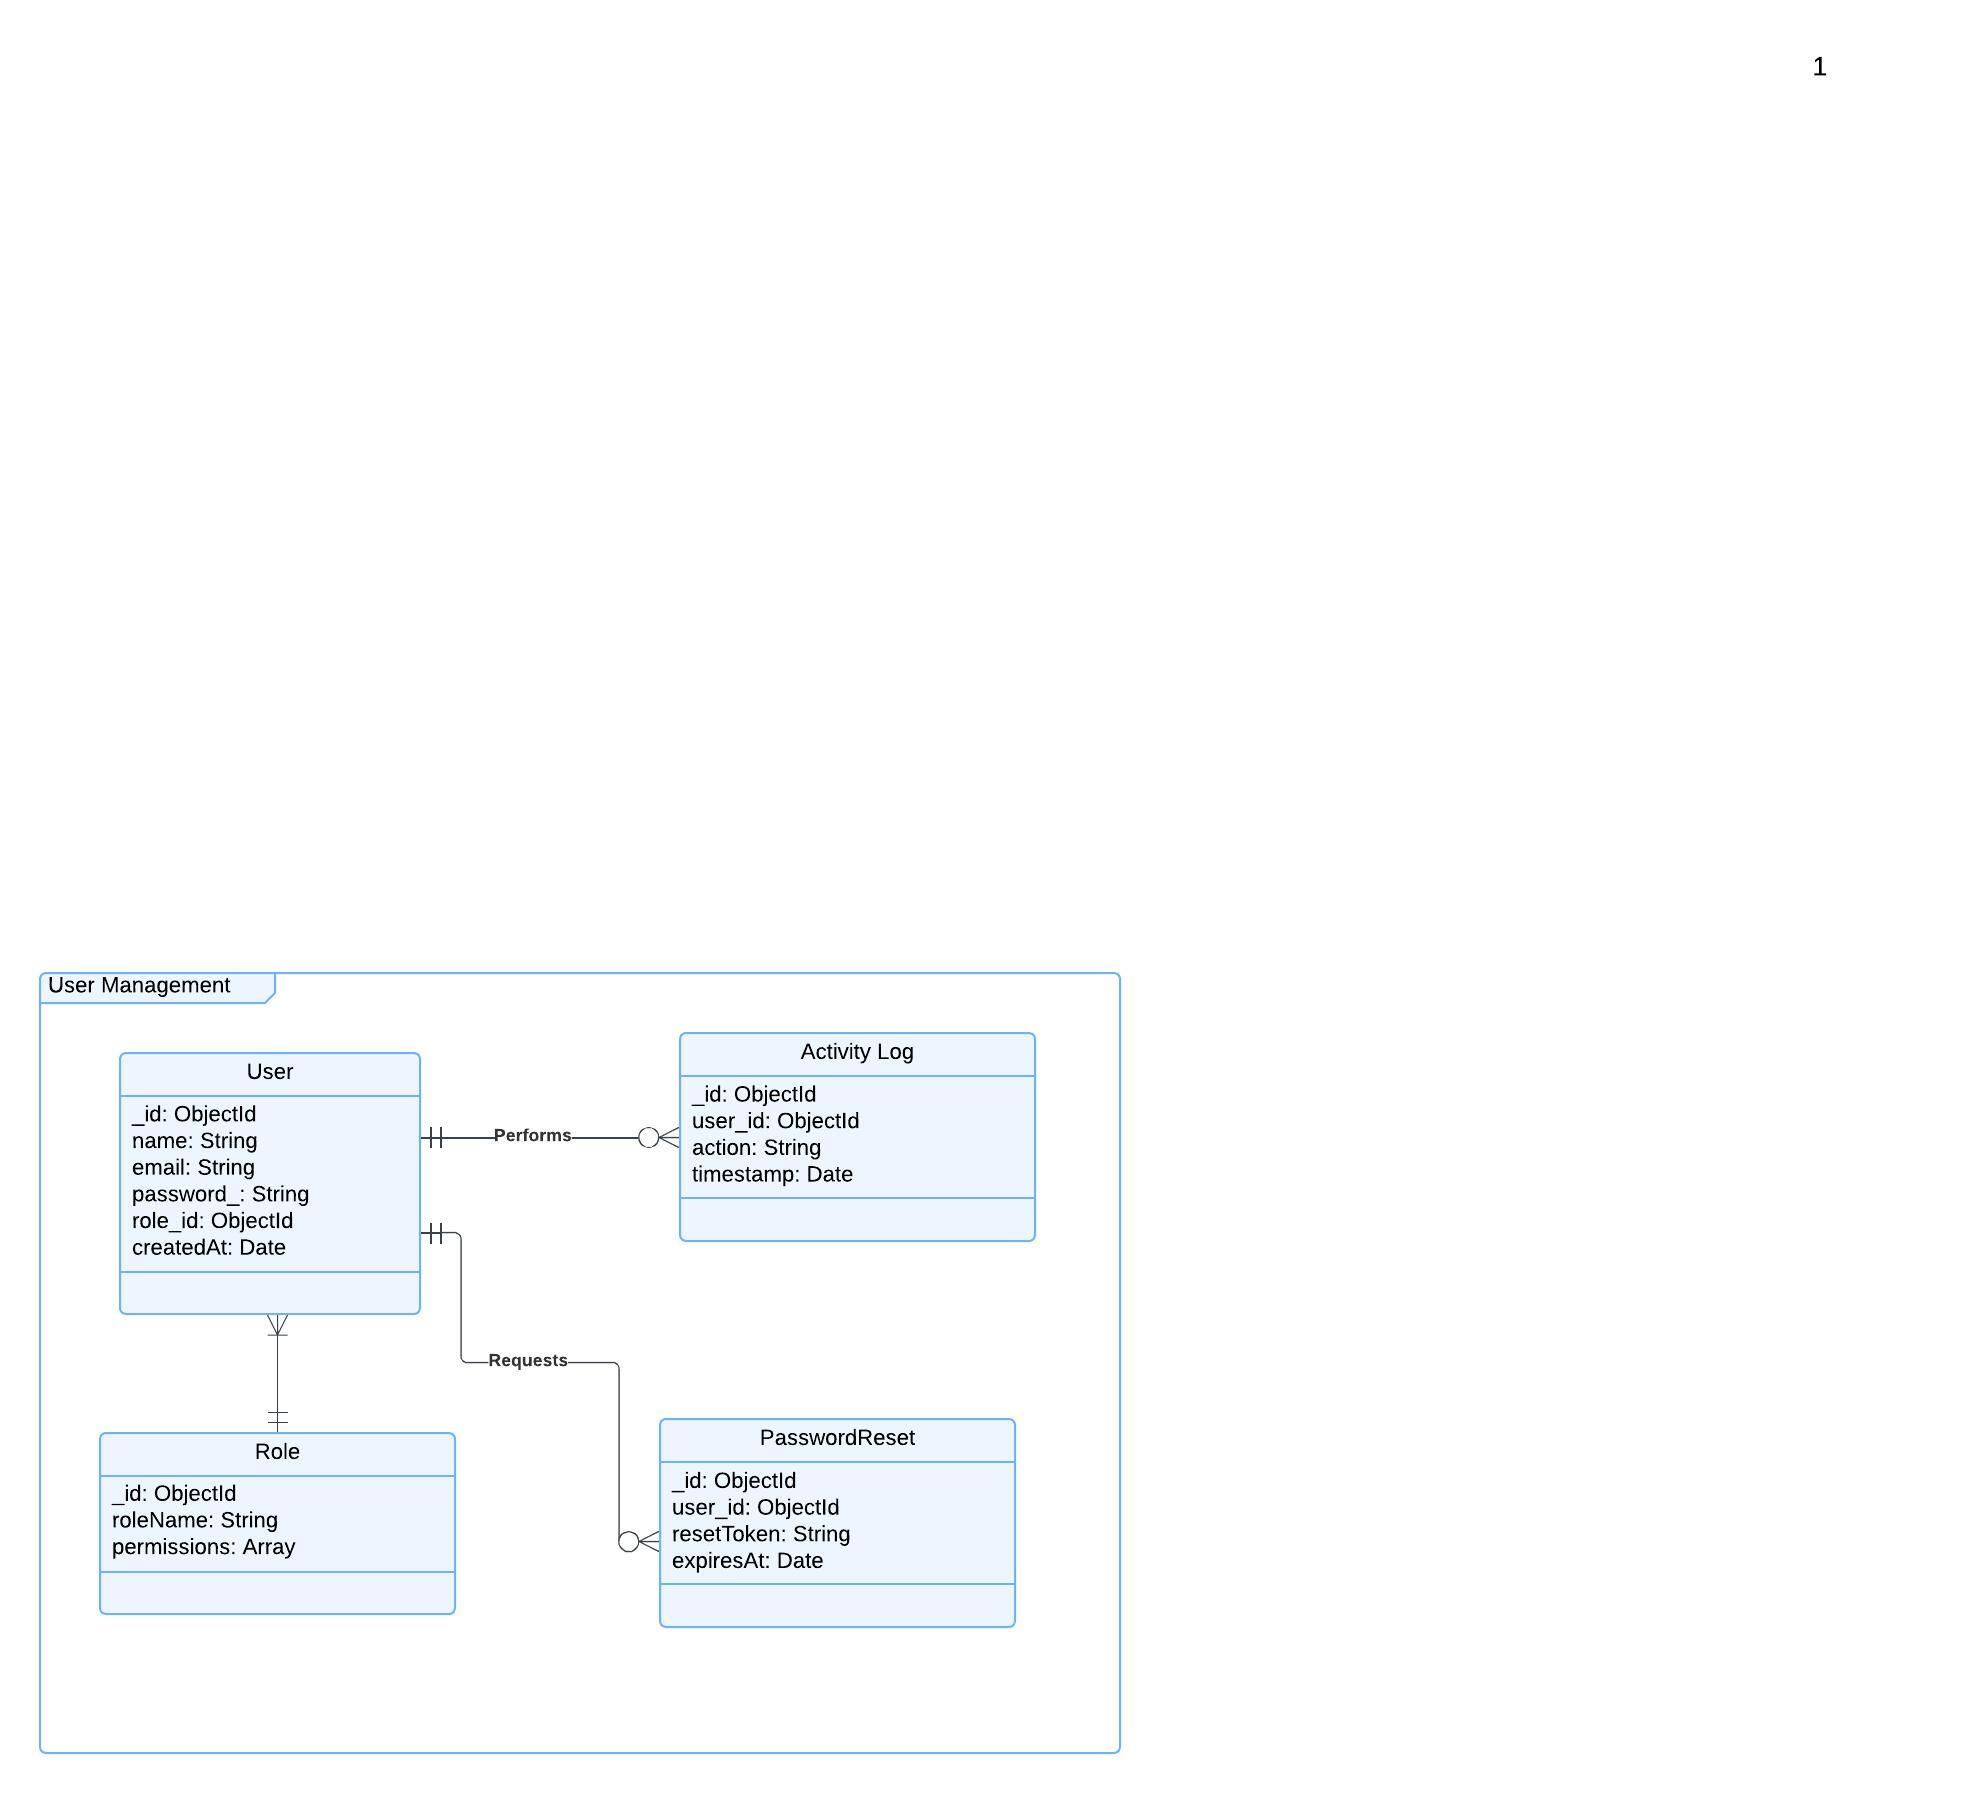 1
User Management
User
_id: ObjectId
name: String
email: String
password_: String
role_id: ObjectId
createdAt: Date
Performs
Activity Log
_id: ObjectId
user_id: ObjectId
action: String
timestamp: Date
Requests
Role
_id: ObjectId
roleName: String
permissions: Array
PasswordReset
_id: ObjectId
user_id: ObjectId
resetToken: String
expiresAt: Date